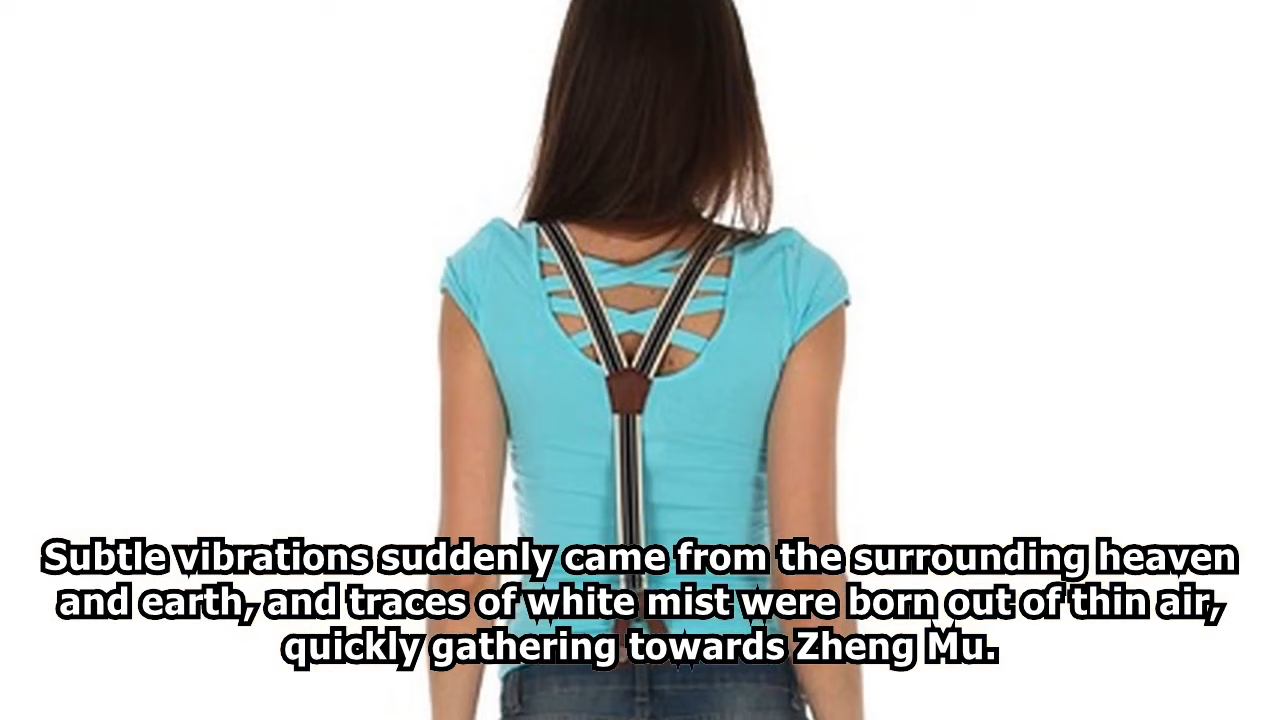 Subtle vibrations suddenly came from the surrounding heaven
and earth, and traces of white mist were born out of thin air,
quickly gathering towards Zheng Mu.